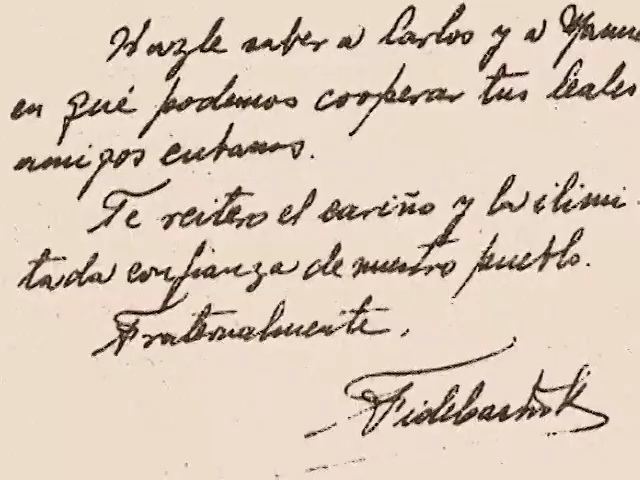 Hazle saber a Carlos y a Manue
en qué podemos cooperar tus leales
amigos cubanos.
Te reitero el cariño y la ilimi-
tada confianza de nuestro pueblo.
Fraternalmente,
Fidel Castro R